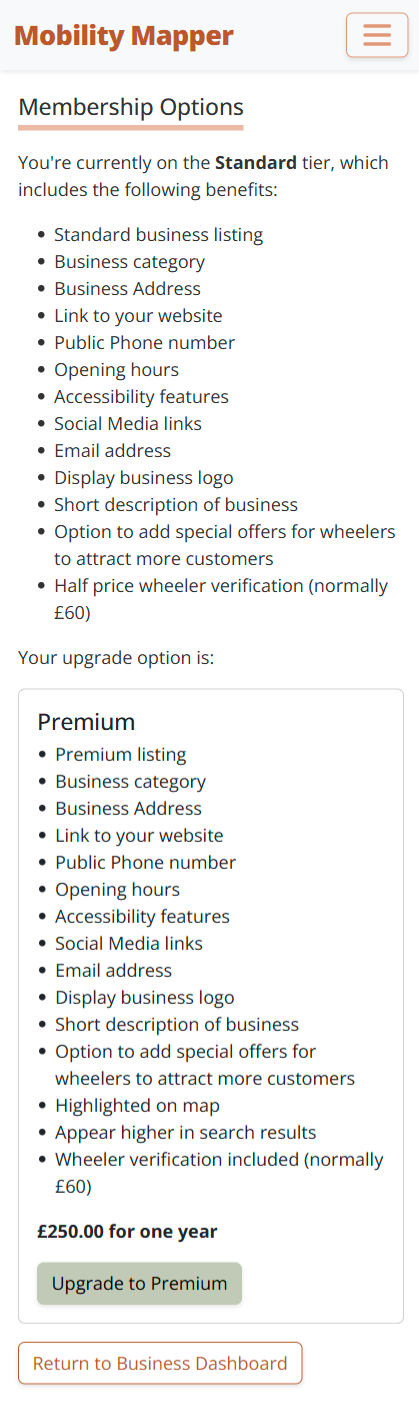 Mobility Mapper
Membership Options
You're currently on the Standard tier, which
includes the following benefits:
• Standard business listing
• Business category
• Business Address
• Link to your website
• Public Phone number
• Opening hours
• Accessibility features
• Social Media links
• Email address
• Display business logo
• Short description of business
• Option to add special offers for wheelers
to attract more customers
• Half price wheeler verification (normally
£60)
Your upgrade option is:
Premium
• Premium listing
• Business category
• Business Address
• Link to your website
• Public Phone number
• Opening hours
• Accessibility features
• Social Media links
• Email address
• Display business logo
• Short description of business
• Option to add special offers for
wheelers to attract more customers
• Highlighted on map
• Appear higher in search results
• Wheeler verification included (normally
£60)
£250.00 for one year
Upgrade to Premium
Return to Business Dashboard